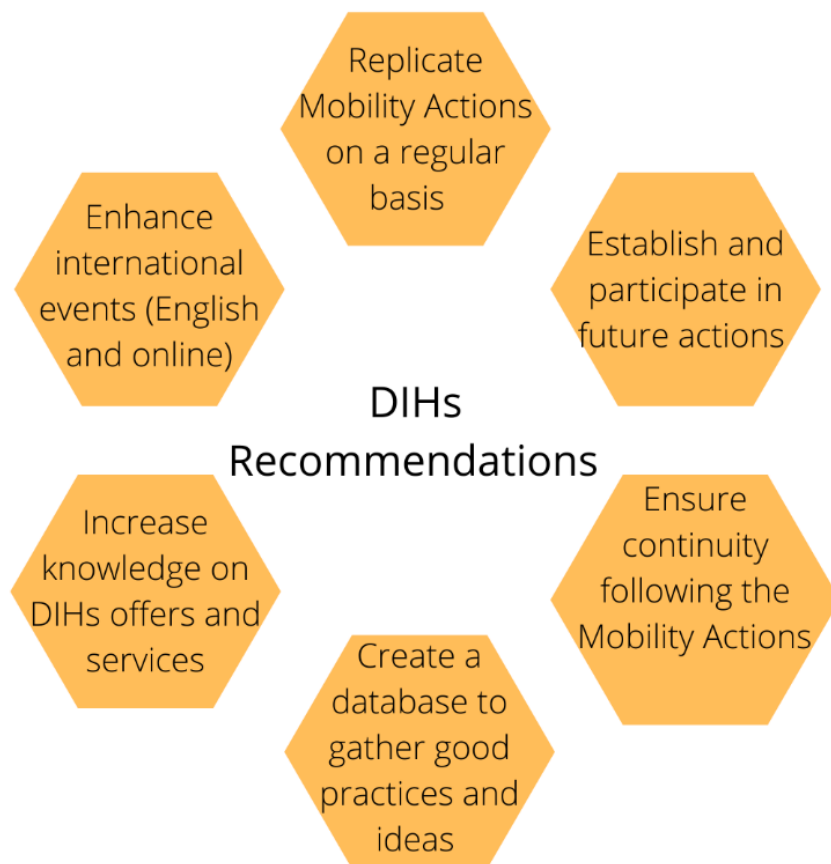 Replicate
Mobility Actions
on a regular
basis
Enhance
international
events (English
and online)
Establish and
participate in
future actions
DIHs
Recommendations
Increase
knowledge on
DIHs offers and
services
Ensure
continuity
following the
Mobility Actions
Create a
database to
gather good
practices and
ideas